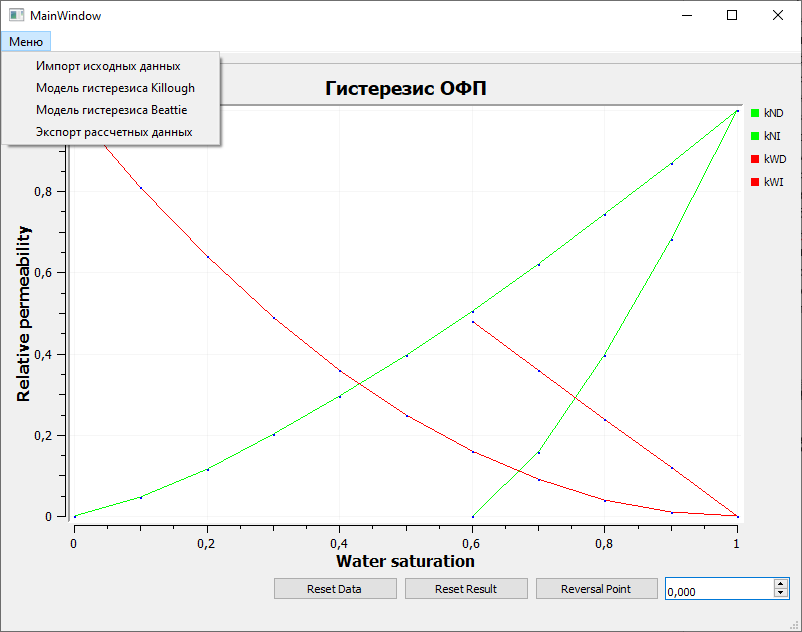 MainWindow
Меню
Импорт исходных данных
Модель гистерезиса Killough
Модель гистерезиса Beattie
Экспорт рассчетных данных
Гистерезис ОФП
kND
kNI
kWD
kWI
Relative permeability
0,8
0,6
0,4
0,2
0
0 0,2 0,4 0,6 0,8 1
Water saturation
Reset Data Reset Result Reversal Point 0,000